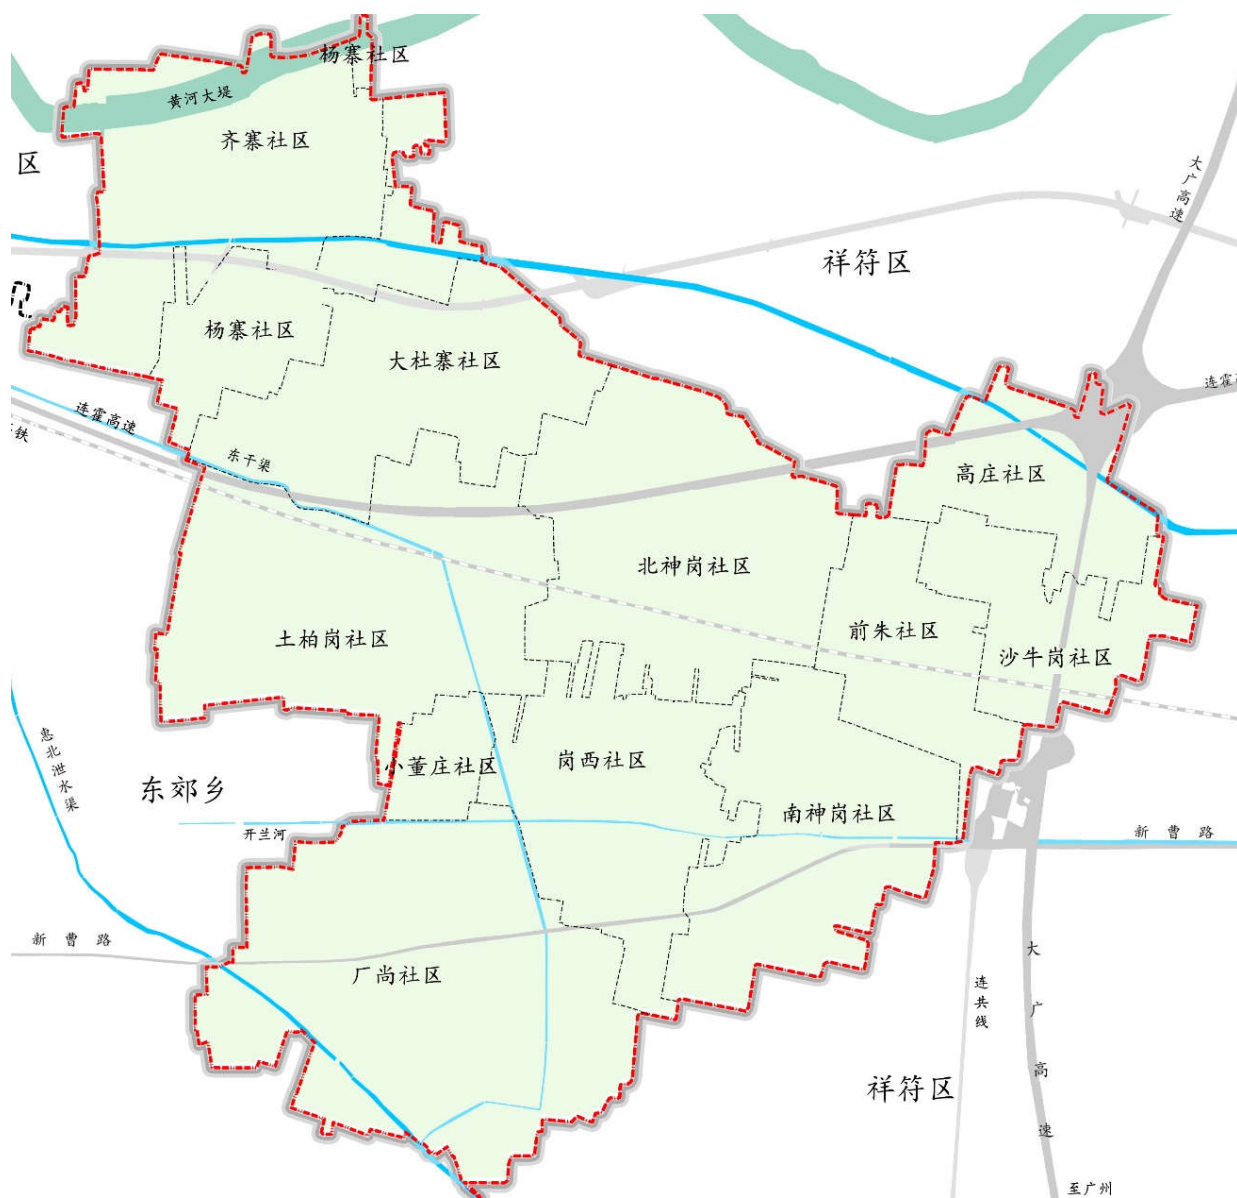 杨寨社区
黄河大堤
齐寨社区
区
大广高速
祥符区
杨寨社区
大杜寨社区
连霍
连霍高速
铁
东干渠
高庄社区
北神岗社区
土柏岗社区
前朱社区
沙牛岗社区
惠北泄水渠
小董庄社区
岗西社区
东郊乡
南神岗社区
开兰河
新曹路
新曹路
厂尚社区
连共线
大广高速
祥符区
至广州